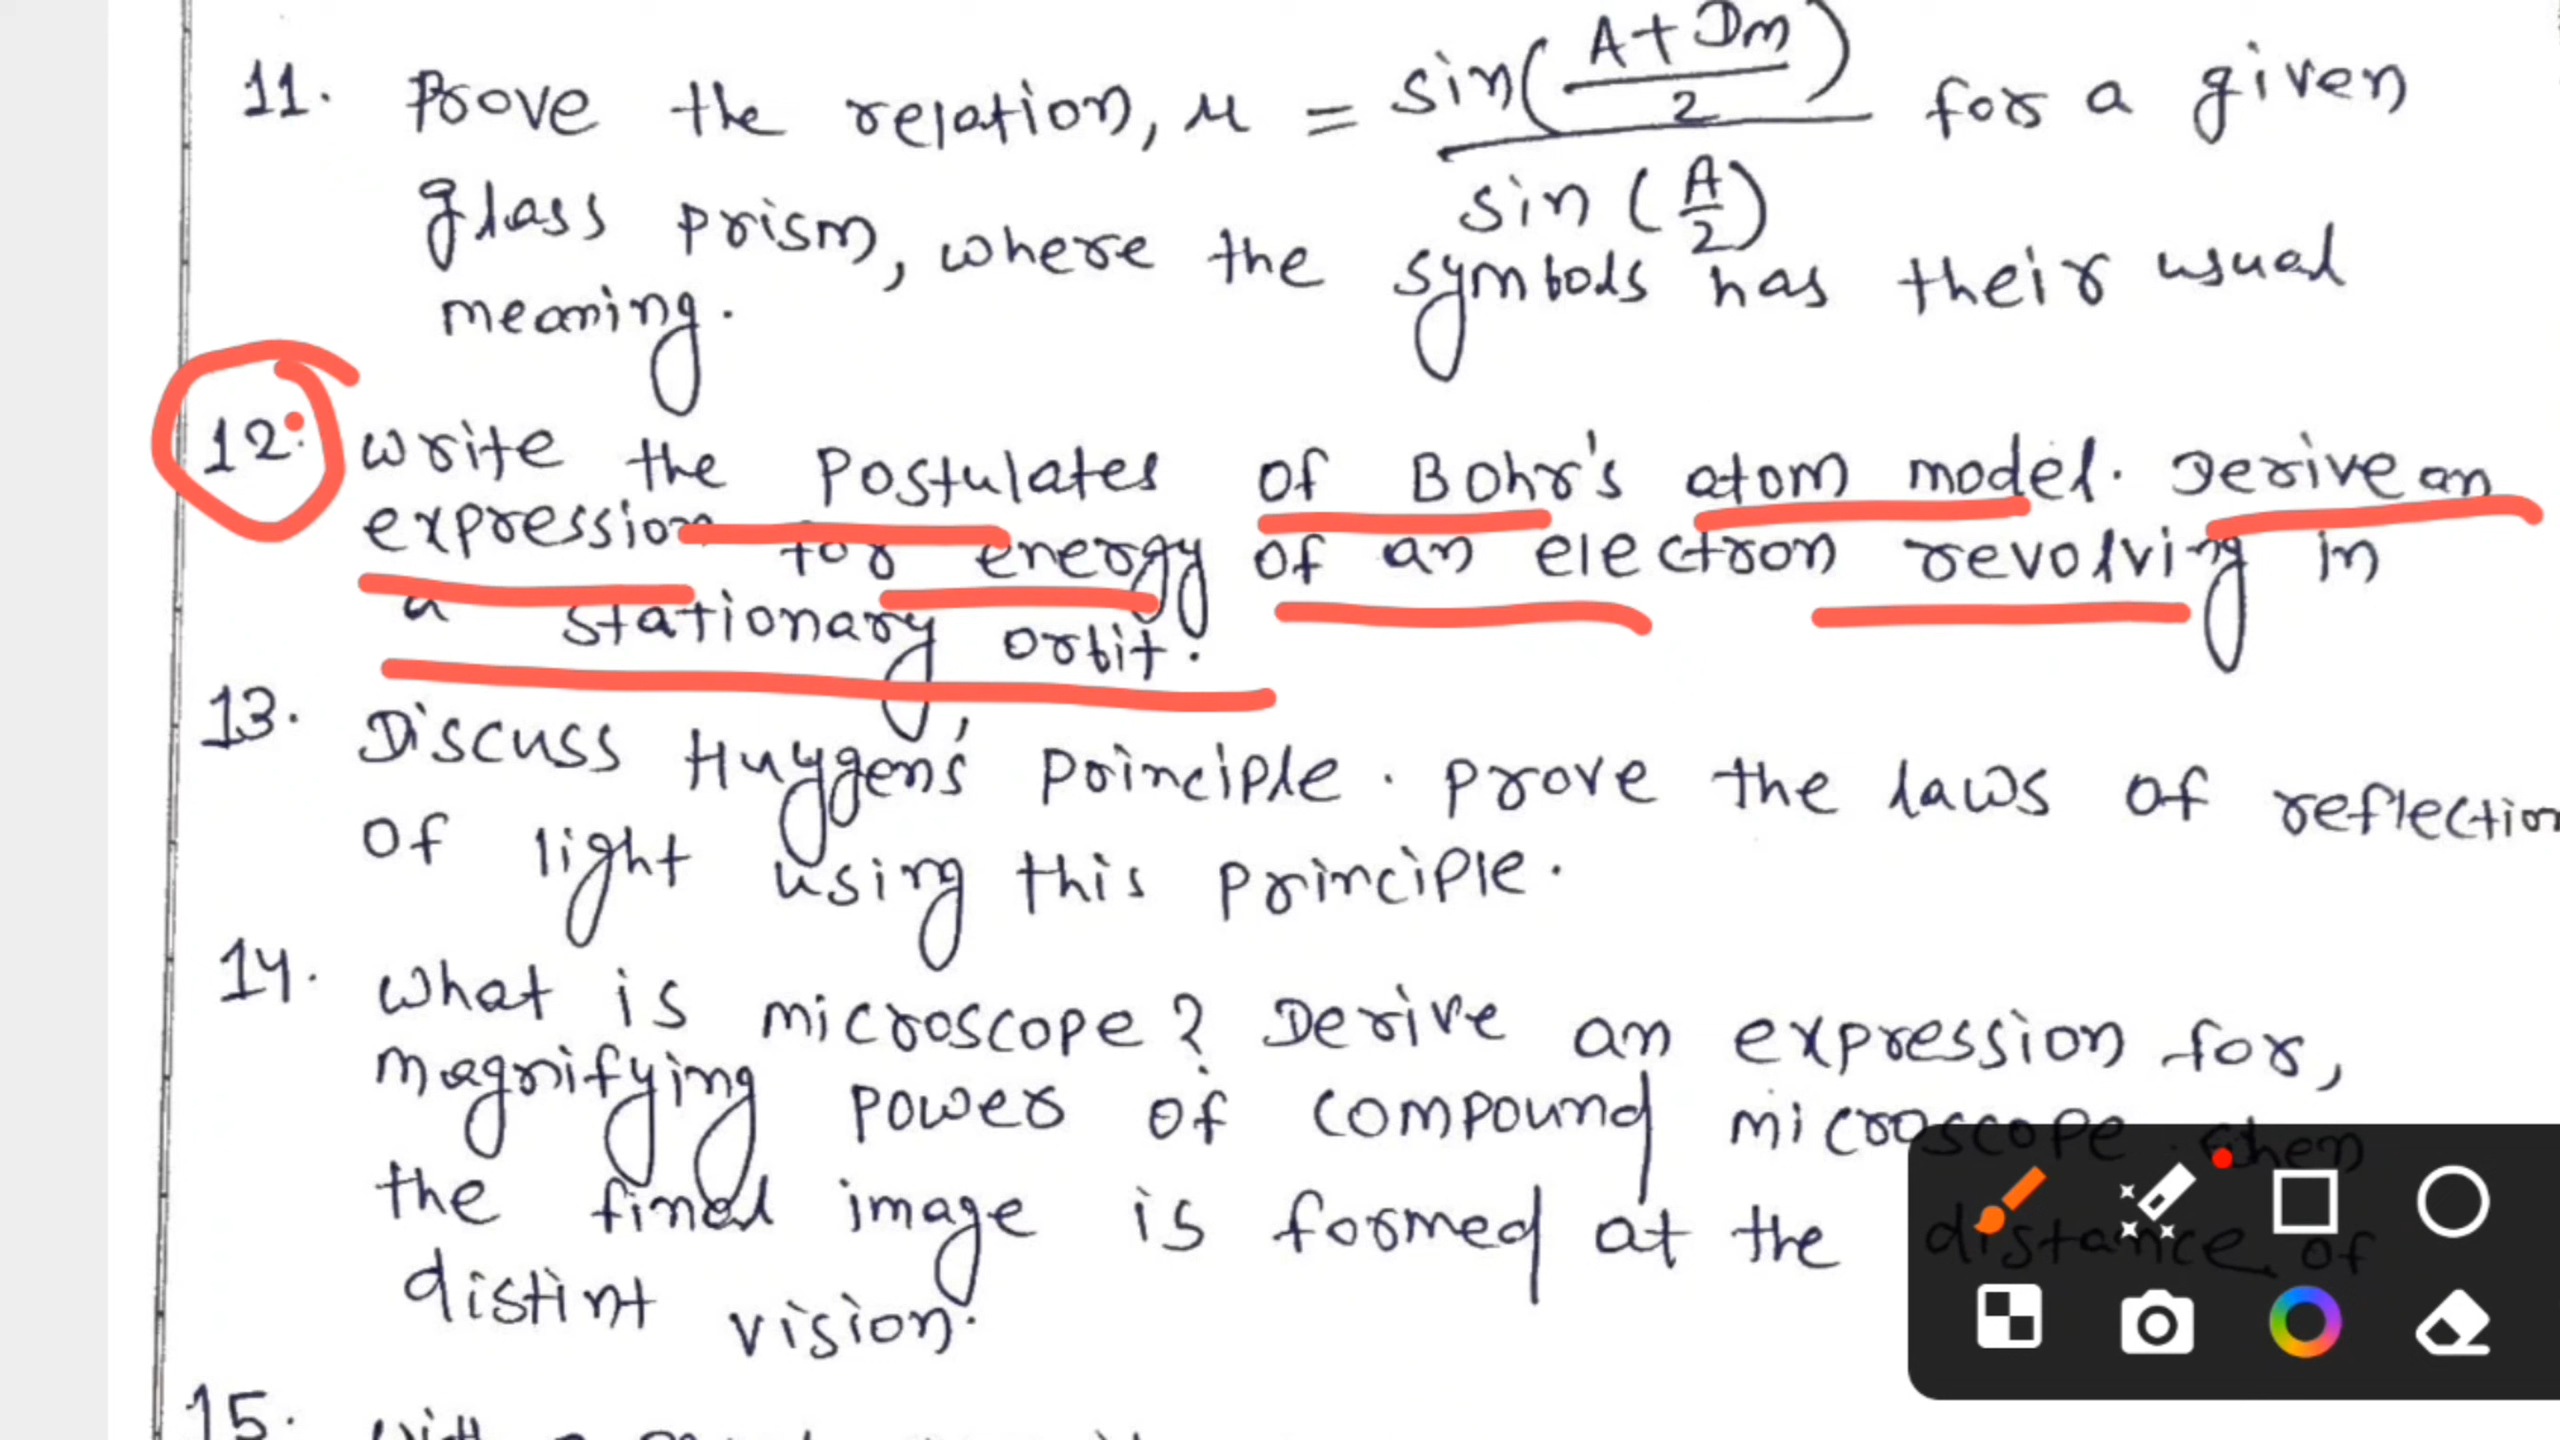 11. Prove the relation, μ = sin(A+Dm/2) / sin(A/2) for a given
glass prism, where the symbols has their usual
meaning.
12. Write the Postulates of Bohr's atom model. Derive an
expression for energy of an electron revolving in
a stationary orbit.
13. Discuss Huygens' Principle. Prove the laws of reflection
of light using this principle.
14. What is microscope? Derive an expression for,
magnifying power of compound microscope when
the final image is formed at the distance of
distint vision.
15.